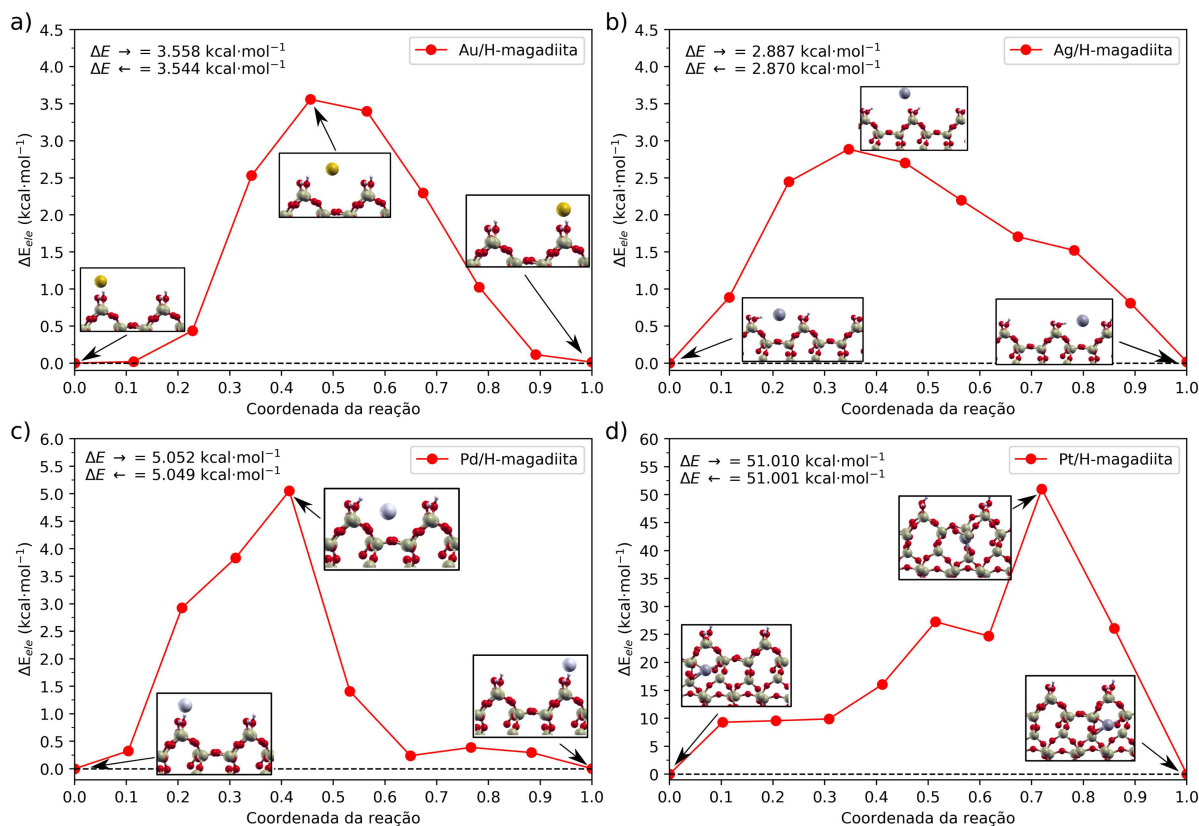 a)
ΔE → = 3.558 kcal·mol⁻¹
ΔE ← = 3.544 kcal·mol⁻¹
Au/H-magadiita
4.5
4.0
3.5
3.0
2.5
2.0
1.5
1.0
0.5
0.0
ΔE_ele (kcal·mol⁻¹)
0.0 0.1 0.2 0.3 0.4 0.5 0.6 0.7 0.8 0.9 1.0
Coordenada da reação
b)
ΔE → = 2.887 kcal·mol⁻¹
ΔE ← = 2.870 kcal·mol⁻¹
Ag/H-magadiita
4.5
4.0
3.5
3.0
2.5
2.0
1.5
1.0
0.5
0.0
ΔE_ele (kcal·mol⁻¹)
0.0 0.1 0.2 0.3 0.4 0.5 0.6 0.7 0.8 0.9 1.0
Coordenada da reação
c)
ΔE → = 5.052 kcal·mol⁻¹
ΔE ← = 5.049 kcal·mol⁻¹
Pd/H-magadiita
6.0
5.5
5.0
4.5
4.0
3.5
3.0
2.5
2.0
1.5
1.0
0.5
0.0
ΔE_ele (kcal·mol⁻¹)
0.0 0.1 0.2 0.3 0.4 0.5 0.6 0.7 0.8 0.9 1.0
Coordenada da reação
d)
ΔE → = 51.010 kcal·mol⁻¹
ΔE ← = 51.001 kcal·mol⁻¹
Pt/H-magadiita
60
55
50
45
40
35
30
25
20
15
10
5
0
ΔE_ele (kcal·mol⁻¹)
0.0 0.1 0.2 0.3 0.4 0.5 0.6 0.7 0.8 0.9 1.0
Coordenada da reação